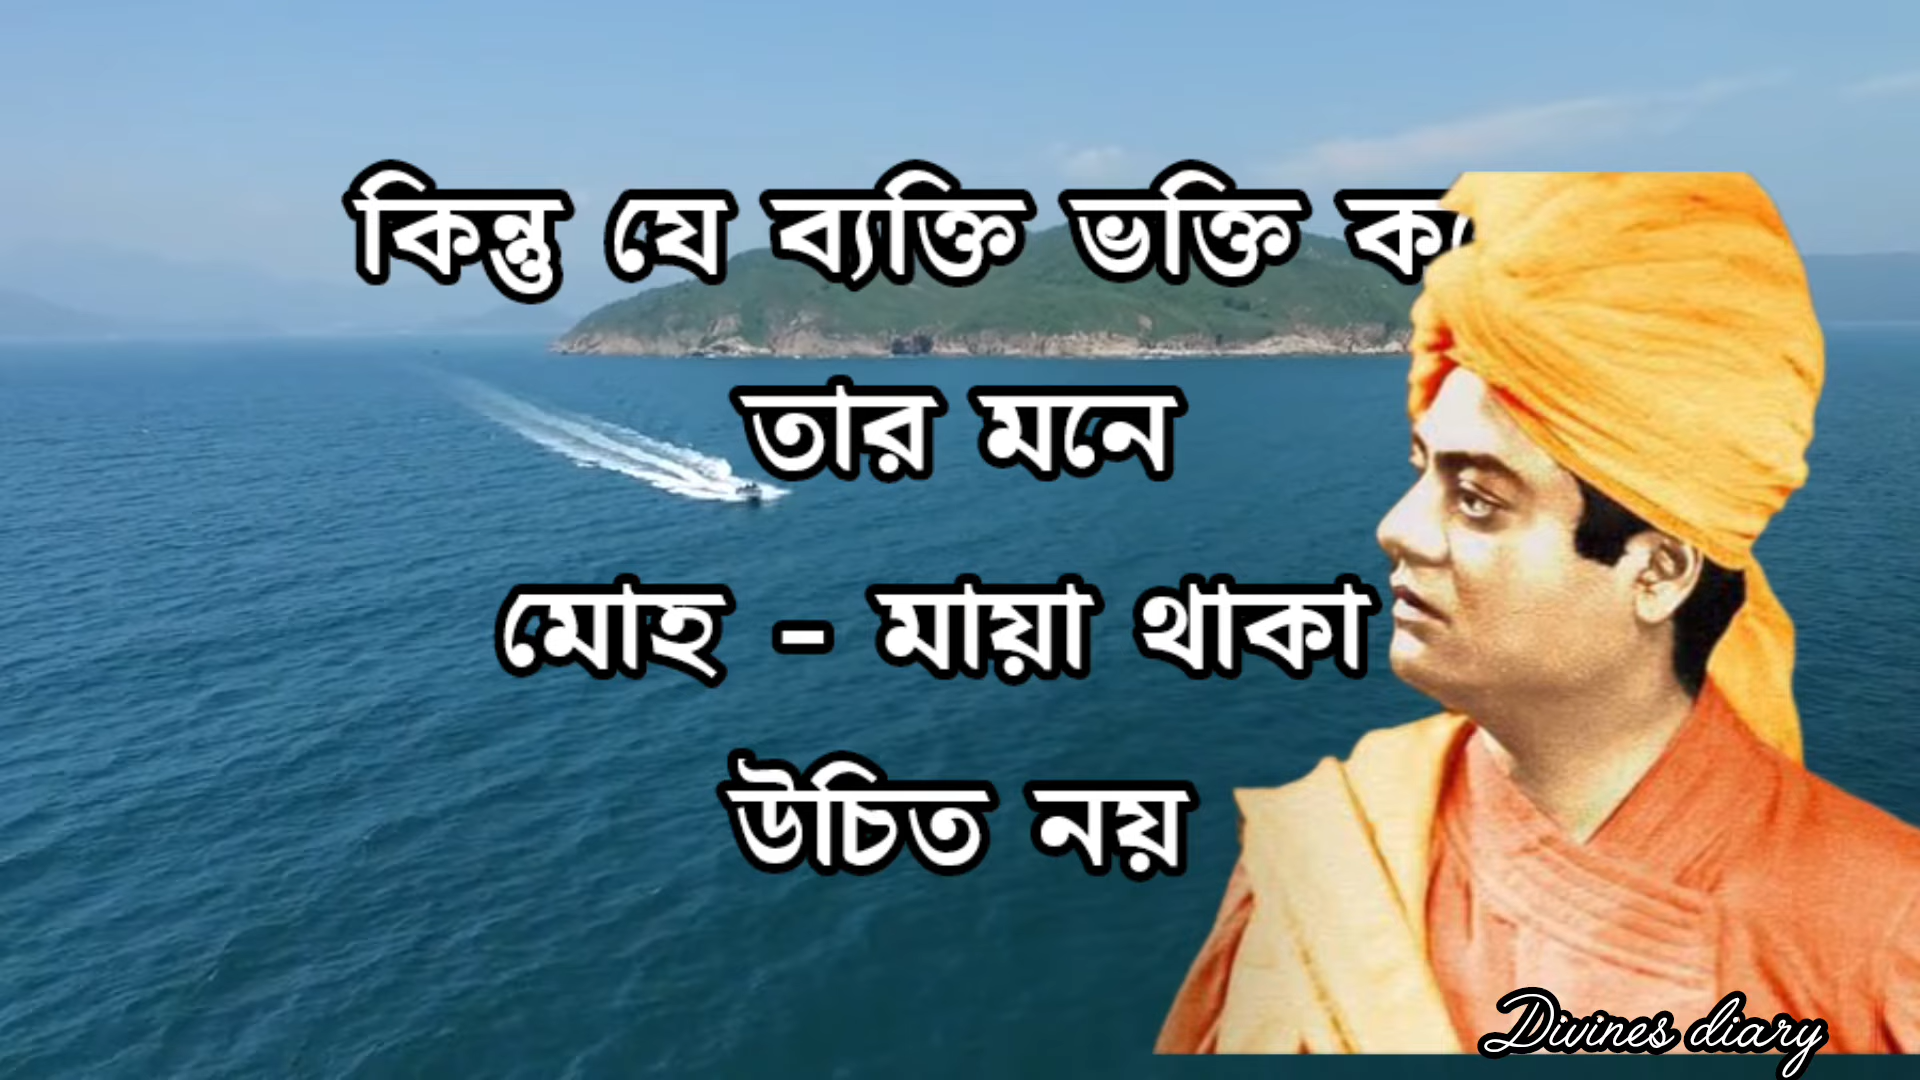 কিন্তু যে ব্যক্তি ভক্তি
তার মনে
মোহ - মায়া থাকা
উচিত নয়
Divines diary